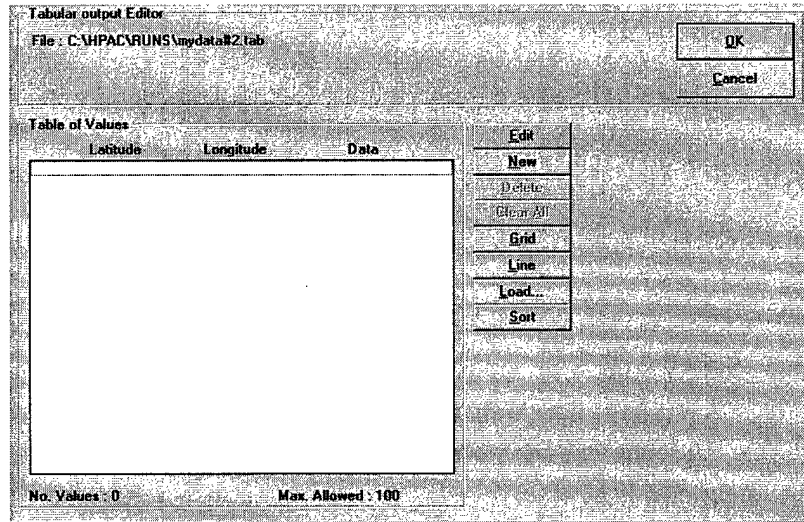 Tabular output Editor
File : C:\HPAC\RUNS\mydata#2.tab
OK
Cancel
Table of Values
Latitude Longitude Data
Edit
New
Delete
Clear All
Grid
Line
Load...
Sort
No. Values : 0 Max. Allowed : 100